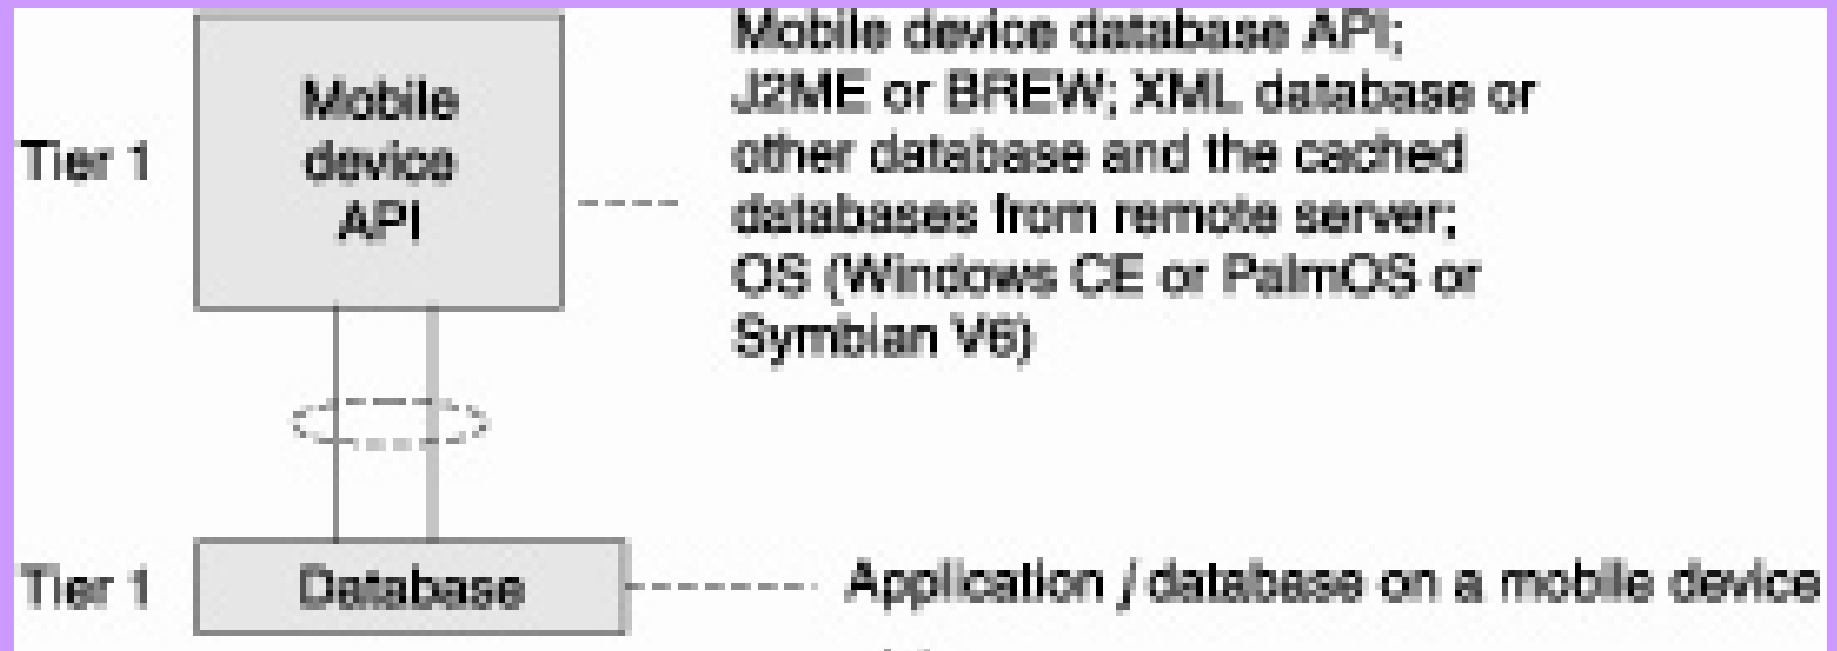 Mobile device database API;
J2ME or BREW; XML database or
other database and the cached
databases from remote server;
OS (Windows CE or PalmOS or
Symbian V6)
Tier 1
Mobile
device
API
Tier 1
Database
Application / database on a mobile device